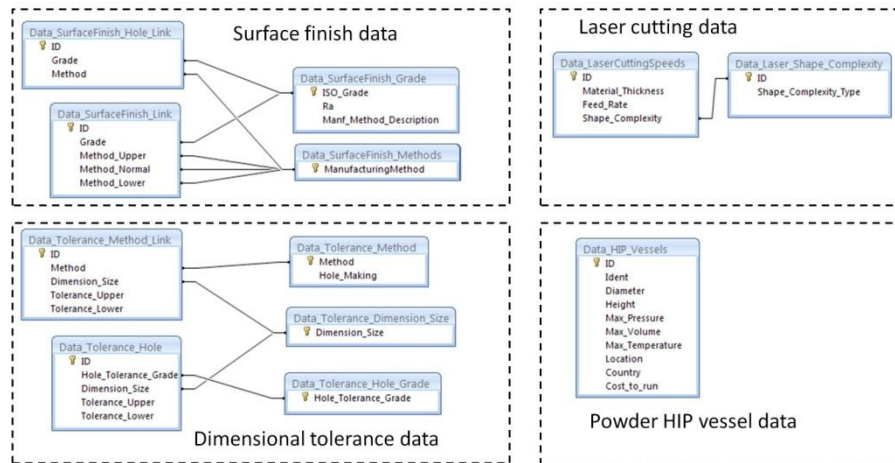 Surface finish data
Data_SurfaceFinish_Hole_Link
ID
Grade
Method
Data_SurfaceFinish_Link
ID
Grade
Method_Upper
Method_Normal
Method_Lower
Data_SurfaceFinish_Grade
ISO_Grade
Ra
Manf_Method_Description
Data_SurfaceFinish_Methods
ManufacturingMethod
Laser cutting data
Data_LaserCuttingSpeeds
ID
Material_Thickness
Feed_Rate
Shape_Complexity
Data_Laser_Shape_Complexity
ID
Shape_Complexity_Type
Data_Tolerance_Method_Link
ID
Method
Dimension_Size
Tolerance_Upper
Tolerance_Lower
Data_Tolerance_Hole
ID
Hole_Tolerance_Grade
Dimension_Size
Tolerance_Upper
Tolerance_Lower
Data_Tolerance_Method
Method
Hole_Making
Data_Tolerance_Dimension_Size
Dimension_Size
Data_Tolerance_Hole_Grade
Hole_Tolerance_Grade
Dimensional tolerance data
Data_HIP_Vessels
ID
Ident
Diameter
Height
Max_Pressure
Max_Volume
Max_Temperature
Location
Country
Cost_to_run
Powder HIP vessel data